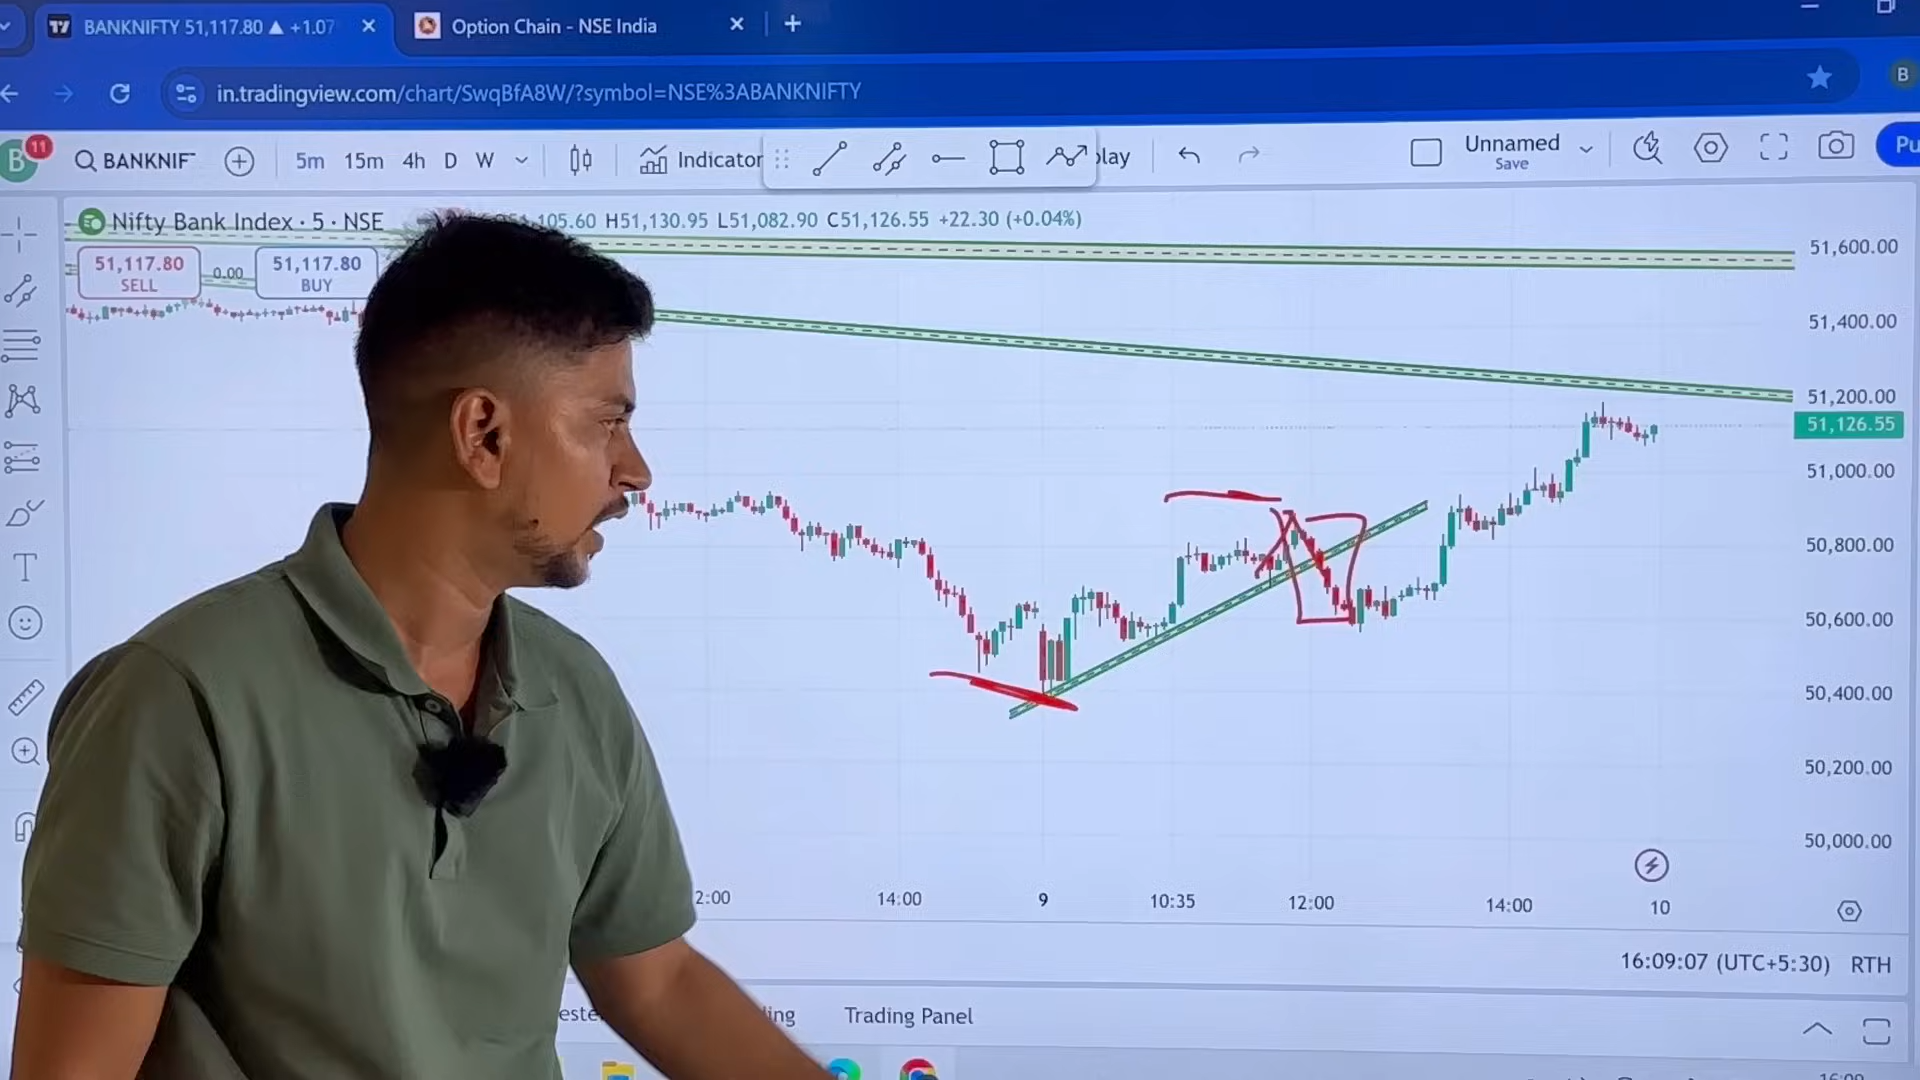 BANKNIFTY 51,117.80 ▲ +1.07
Option Chain - NSE India
in.tradingview.com/chart/SwqBfA8W/?symbol=NSE%3ABANKNIFTY
B
B 11
BANKNIF
5m 15m 4h D W
Indicator
play
Unnamed
Save
Pu
Nifty Bank Index · 5 · NSE
105.60 H51,130.95 L51,082.90 C51,126.55 +22.30 (+0.04%)
51,117.80
SELL
0.00
51,117.80
BUY
51,600.00
51,400.00
51,200.00
51,126.55
51,000.00
50,800.00
50,600.00
50,400.00
50,200.00
50,000.00
2:00 14:00 9 10:35 12:00 14:00 10
16:09:07 (UTC+5:30) RTH
Trading Panel